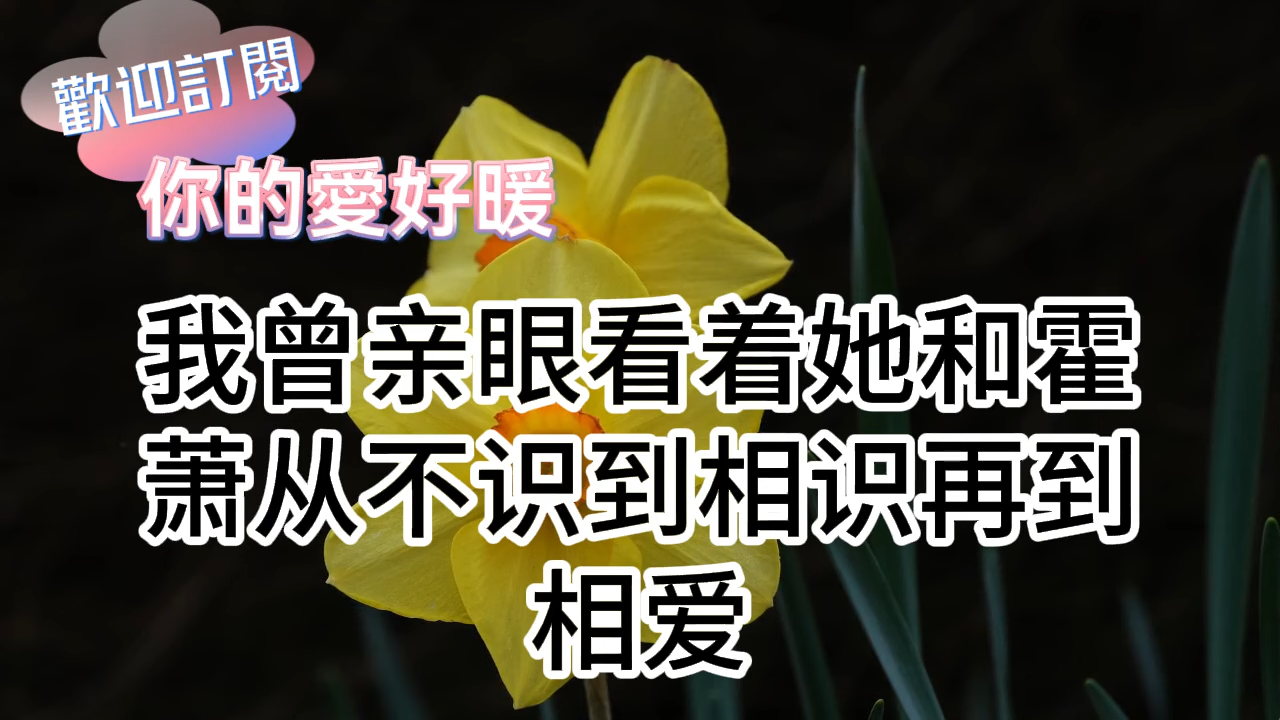 歡迎訂閱
你的愛好暖
我曾亲眼看着她和霍
萧从不识到相识再到
相爱